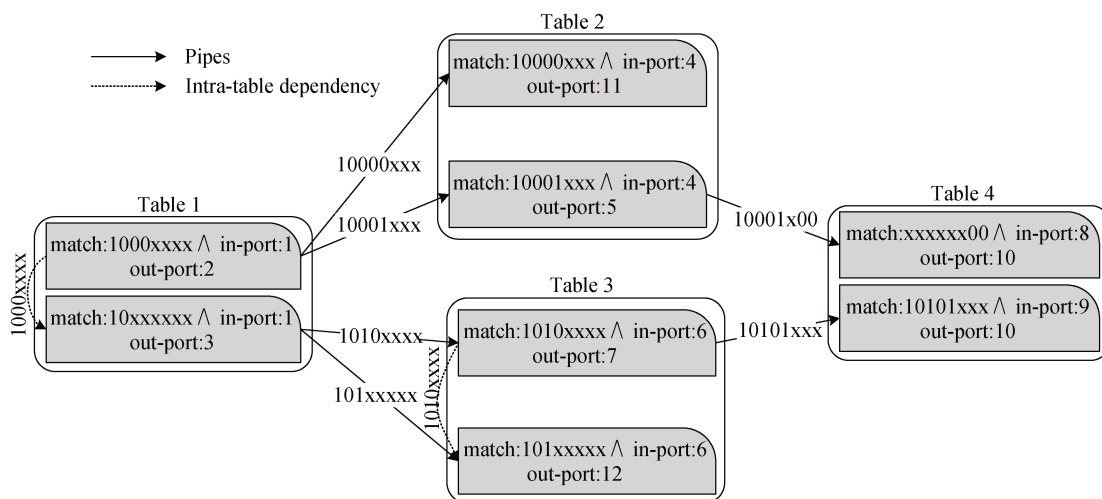 Pipes
Intra-table dependency
Table 2
match:10000xxx /\ in-port:4
out-port:11
match:10001xxx /\ in-port:4
out-port:5
10000xxx
10001xxx
10001x00
Table 1
match:1000xxxx /\ in-port:1
out-port:2
match:10xxxxxx /\ in-port:1
out-port:3
1000xxxx
Table 3
match:1010xxxx /\ in-port:6
out-port:7
match:101xxxxx /\ in-port:6
out-port:12
1010xxxx
101xxxxx
1010xxxx
10101xxx
Table 4
match:xxxxxx00 /\ in-port:8
out-port:10
match:10101xxx /\ in-port:9
out-port:10